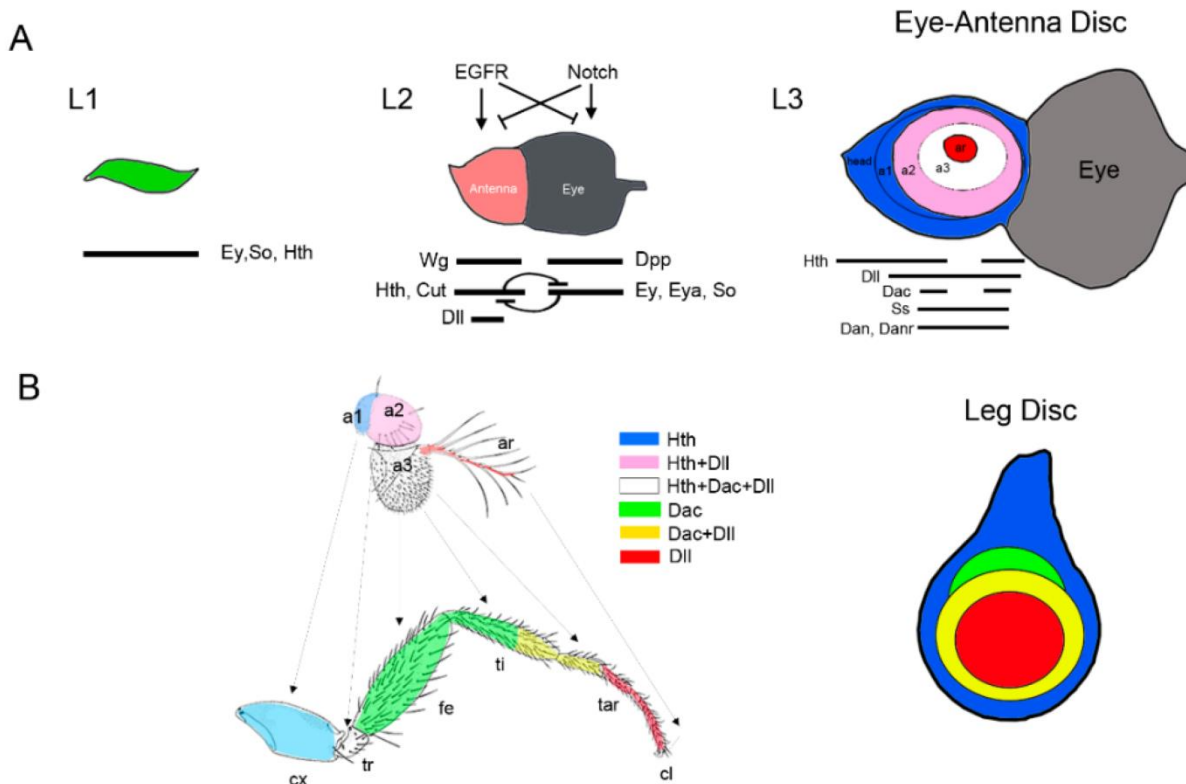 A
Eye-Antenna Disc
L1
L2
L3
EGFR
Notch
Antenna
Eye
head
a1
a2
a3
ar
Eye
Ey,So, Hth
Wg
Dpp
Hth, Cut
Ey, Eya, So
Dll
Hth
Dll
Dac
Ss
Dan, Danr
B
Leg Disc
a1
a2
a3
ar
Hth
Hth+Dll
Hth+Dac+Dll
Dac
Dac+Dll
Dll
cx
tr
fe
ti
tar
cl